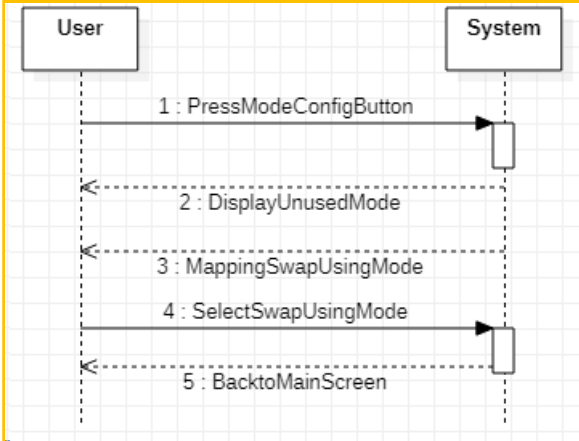 User
System
1 : PressModeConfigButton
2 : DisplayUnusedMode
3 : MappingSwapUsingMode
4 : SelectSwapUsingMode
5 : BacktoMainScreen